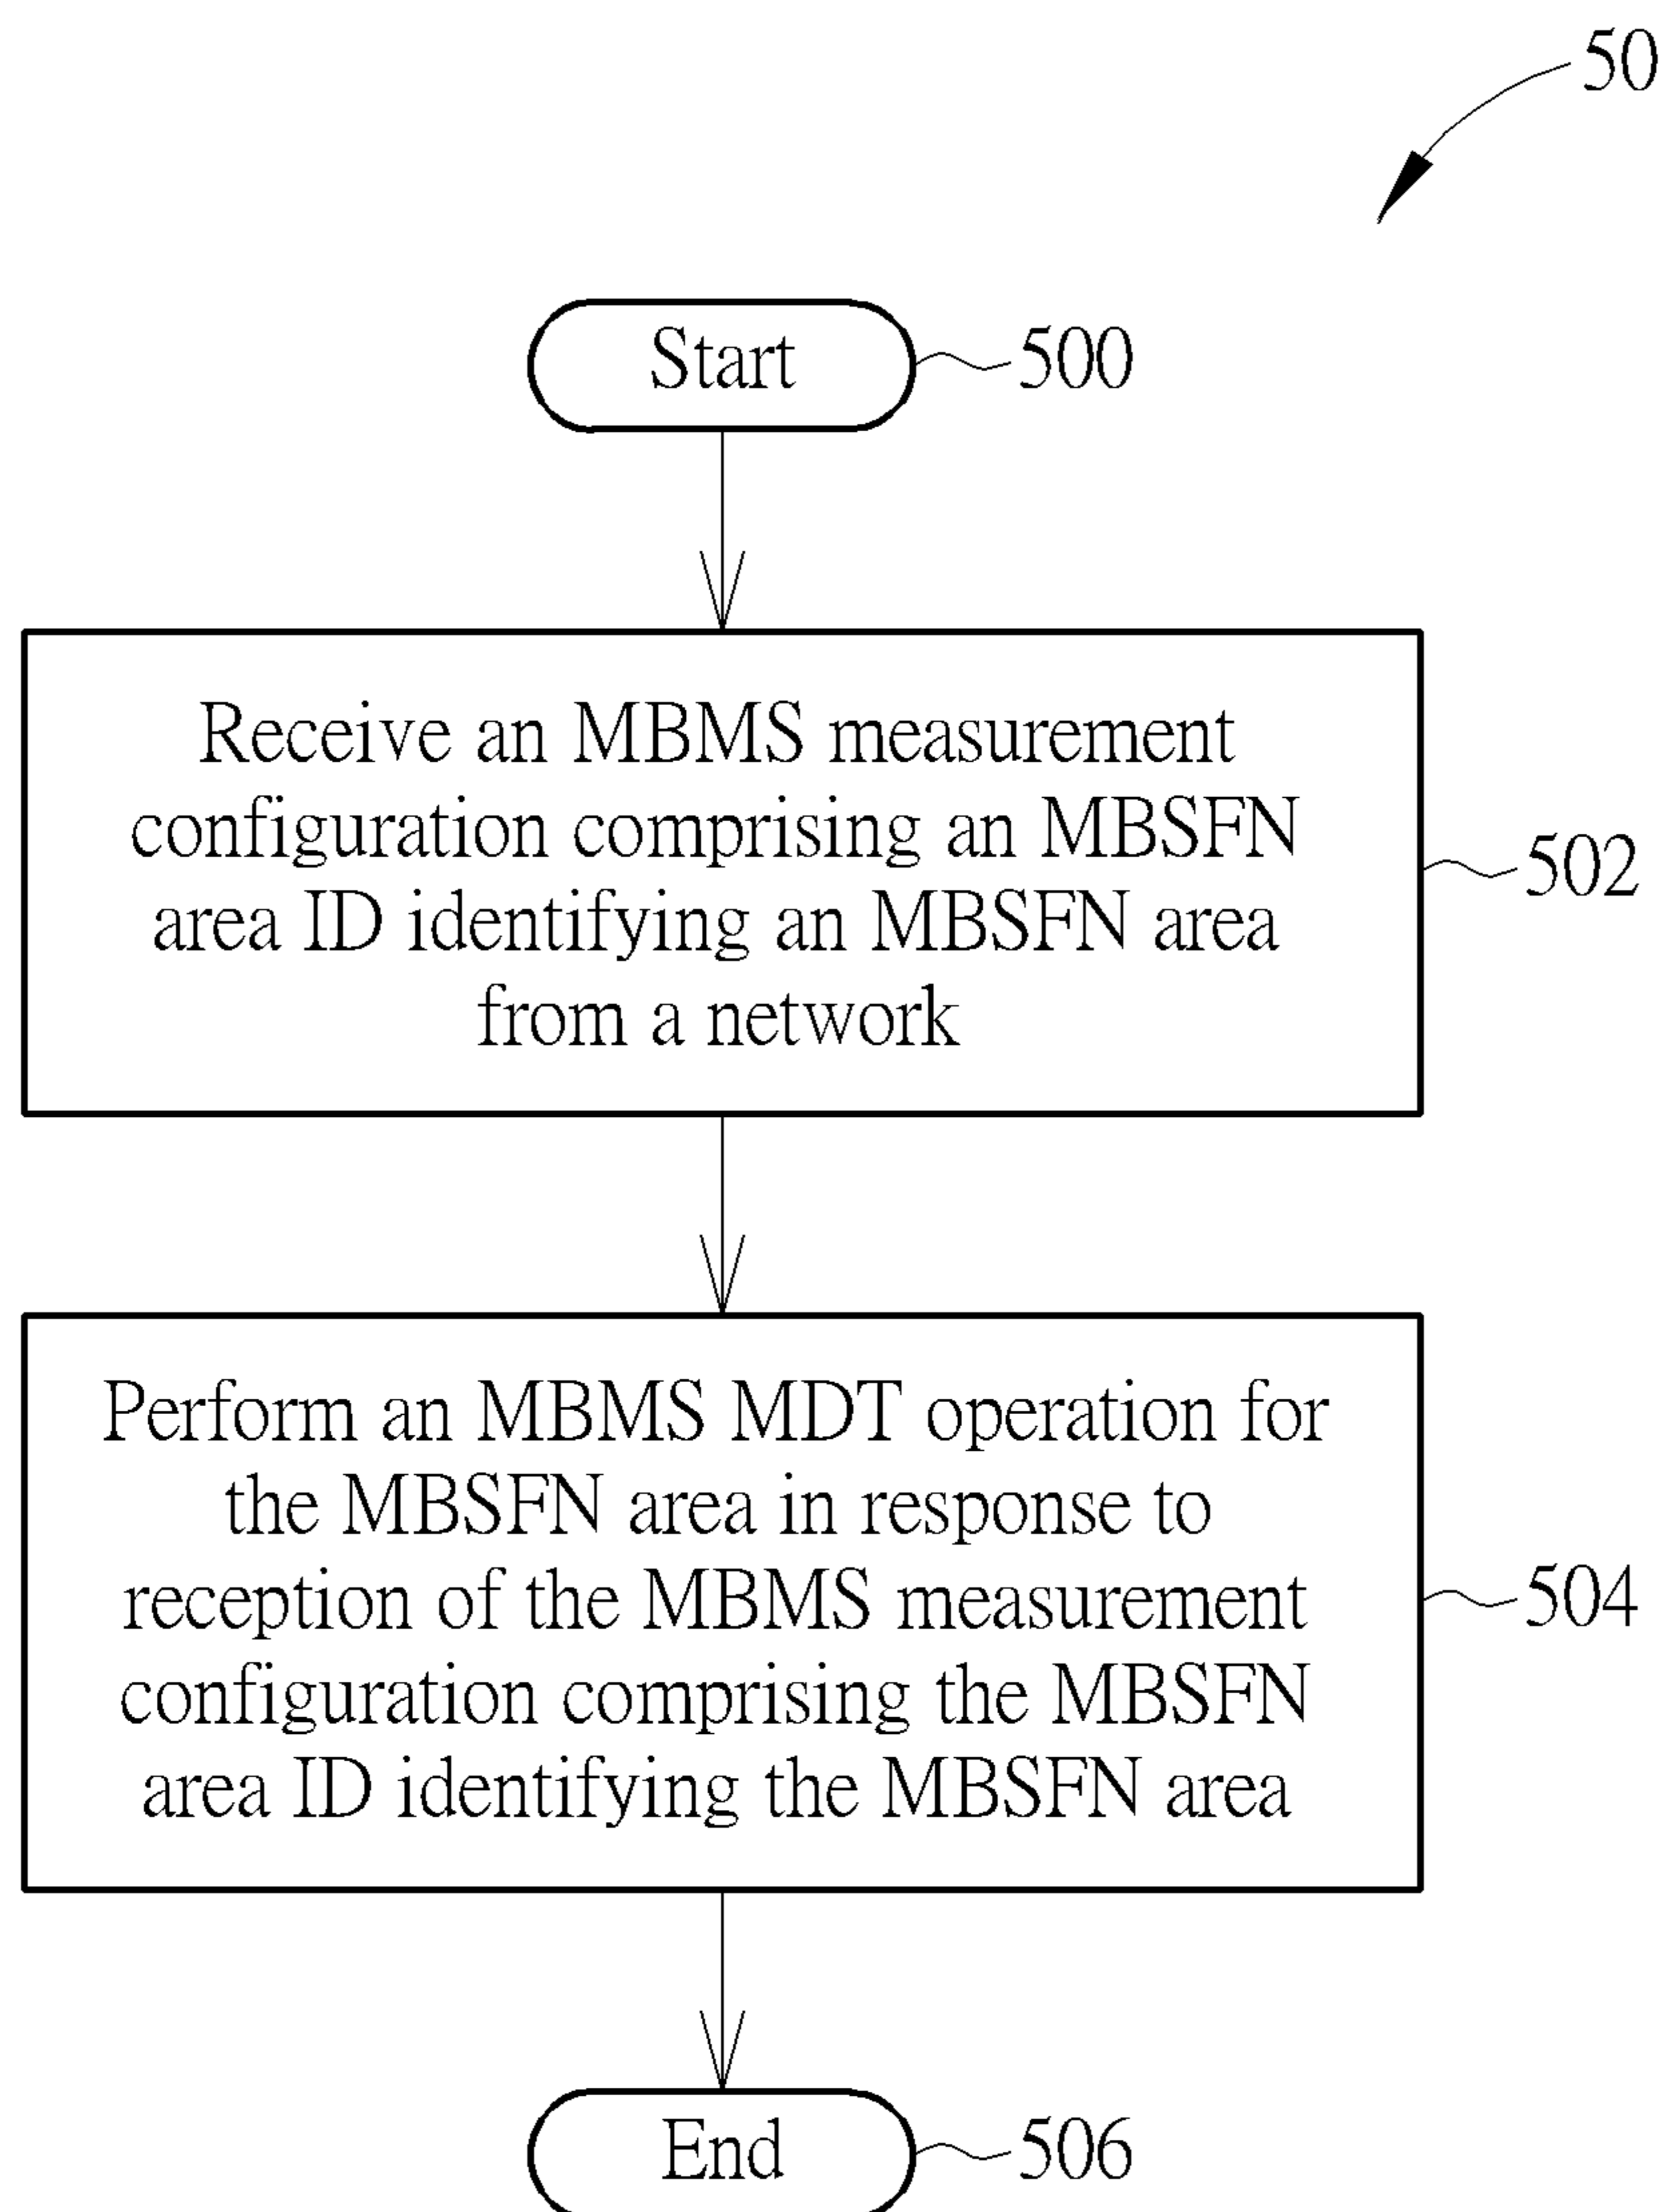 50
Start
500
Receive an MBMS measurement
configuration comprising an MBSFN
area ID identifying an MBSFN area
from a network
502
Perform an MBMS MDT operation for
the MBSFN area in response to
reception of the MBMS measurement
configuration comprising the MBSFN
area ID identifying the MBSFN area
504
End
506